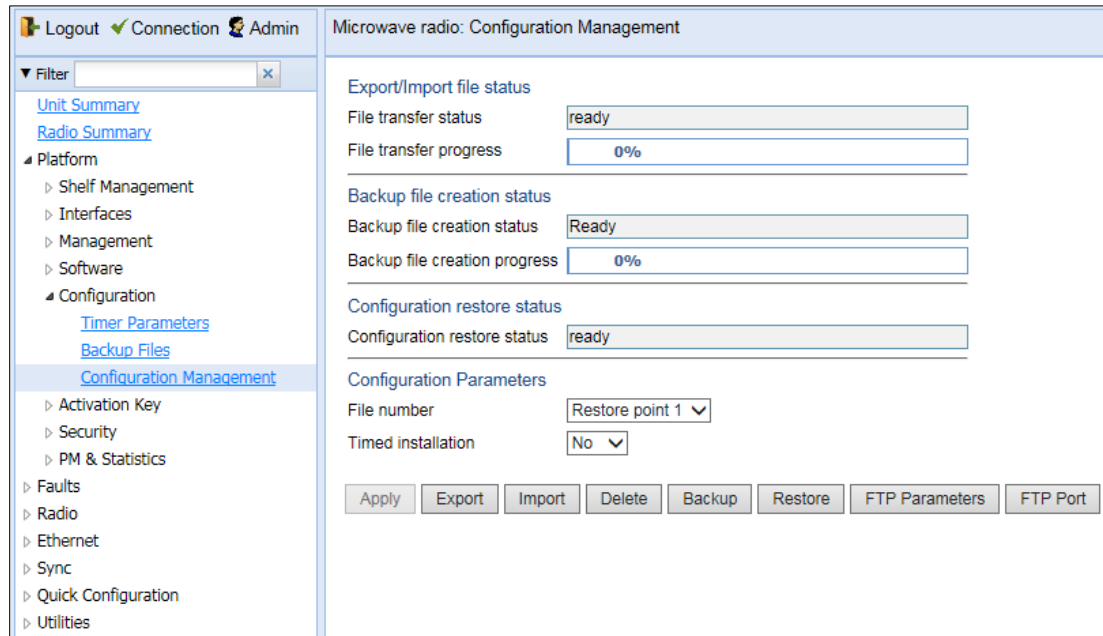 Logout Connection Admin
Filter
Unit Summary
Radio Summary
Platform
Shelf Management
Interfaces
Management
Software
Configuration
Timer Parameters
Backup Files
Configuration Management
Activation Key
Security
PM & Statistics
Faults
Radio
Ethernet
Sync
Quick Configuration
Utilities
Microwave radio: Configuration Management
Export/Import file status
File transfer status ready
File transfer progress 0%
Backup file creation status
Backup file creation status Ready
Backup file creation progress 0%
Configuration restore status
Configuration restore status ready
Configuration Parameters
File number Restore point 1
Timed installation No
Apply Export Import Delete Backup Restore FTP Parameters FTP Port